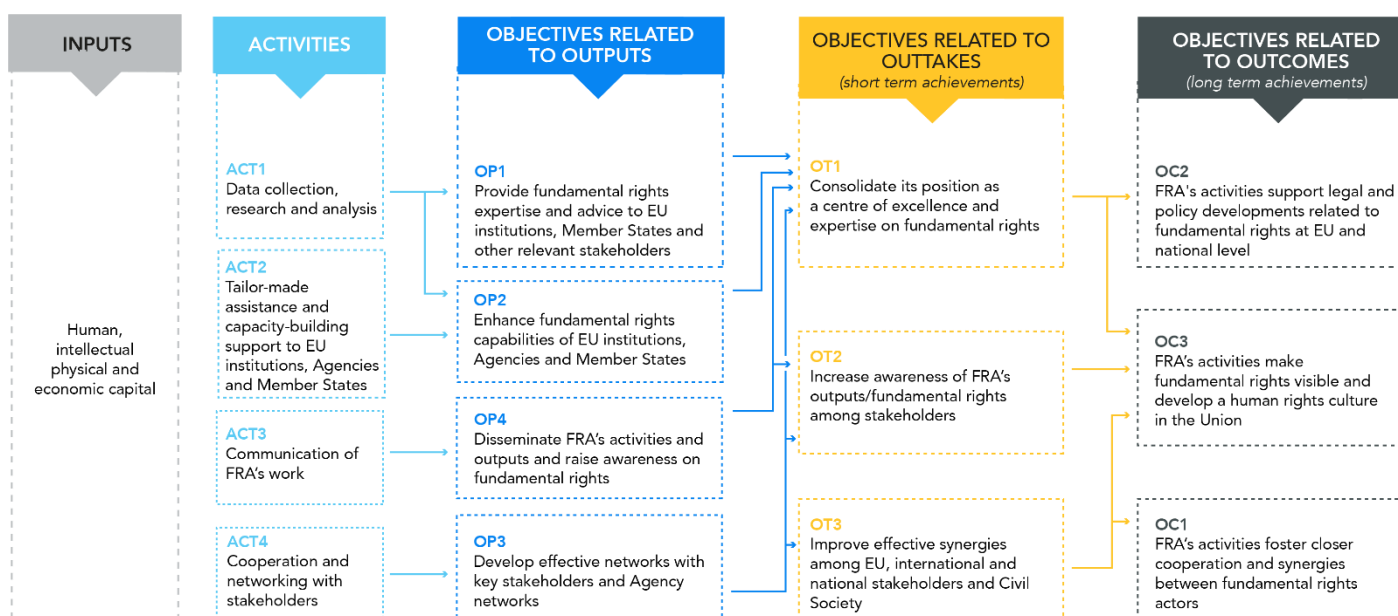 INPUTS
Human,
intellectual
physical and
economic capital
ACTIVITIES
ACT1
Data collection,
research and analysis
ACT2
Tailor-made
assistance and
capacity-building
support to EU
institutions, Agencies
and Member States
ACT3
Communication of
FRA's work
ACT4
Cooperation and
networking with
stakeholders
OBJECTIVES RELATED
TO OUTPUTS
OP1
Provide fundamental rights
expertise and advice to EU
institutions, Member States and
other relevant stakeholders
OP2
Enhance fundamental rights
capabilities of EU institutions,
Agencies and Member States
OP4
Disseminate FRA's activities and
outputs and raise awareness on
fundamental rights
OP3
Develop effective networks with
key stakeholders and Agency
networks
OBJECTIVES RELATED TO
OUTTAKES
(short term achievements)
OT1
Consolidate its position as
a centre of excellence and
expertise on fundamental rights
OT2
Increase awareness of FRA's
outputs/fundamental rights
among stakeholders
OT3
Improve effective synergies
among EU, international and
national stakeholders and Civil
Society
OBJECTIVES RELATED
TO OUTCOMES
(long term achievements)
OC2
FRA's activities support legal and
policy developments related to
fundamental rights at EU and
national level
OC3
FRA's activities make
fundamental rights visible and
develop a human rights culture
in the Union
OC1
FRA's activities foster closer
cooperation and synergies
between fundamental rights
actors